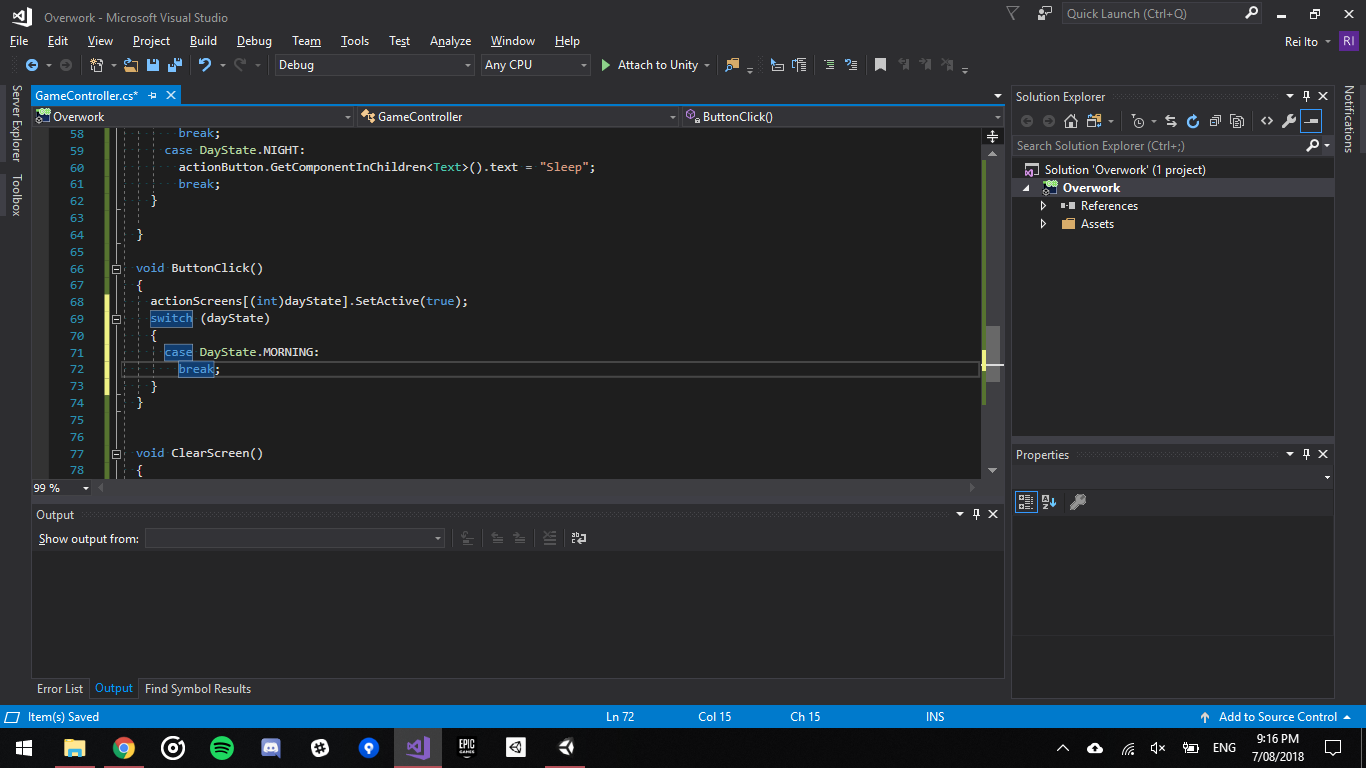 Overwork - Microsoft Visual Studio
Quick Launch (Ctrl+Q)
File Edit View Project Build Debug Team Tools Test Analyze Window Help
Rei Ito RI
Debug Any CPU Attach to Unity
Server Explorer
Toolbox
GameController.cs*
Overwork GameController ButtonClick()
58 break;
59 case DayState.NIGHT:
60 actionButton.GetComponentInChildren<Text>().text = "Sleep";
61 break;
62 }
63
64 }
65
66 void ButtonClick()
67 {
68 actionScreens[(int)dayState].SetActive(true);
69 switch (dayState)
70 {
71 case DayState.MORNING:
72 break;
73 }
74 }
75
76
77 void ClearScreen()
78 {
99 %
Output
Show output from:
Error List Output Find Symbol Results
Solution Explorer
Search Solution Explorer (Ctrl+;)
Solution 'Overwork' (1 project)
Overwork
References
Assets
Properties
Notifications
Item(s) Saved Ln 72 Col 15 Ch 15 INS Add to Source Control
EPIC
GAMES
ENG
9:16 PM
7/08/2018